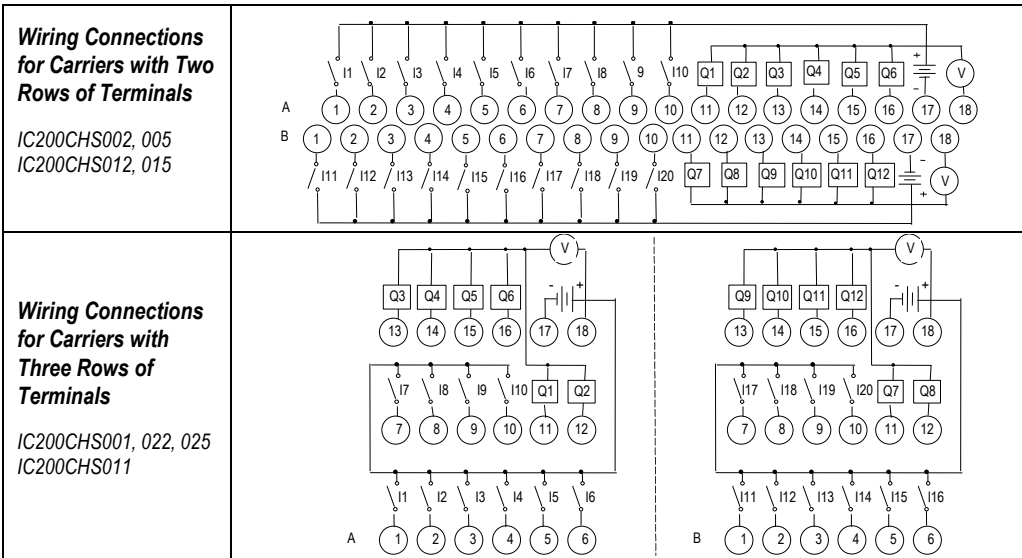 Wiring Connections
for Carriers with Two
Rows of Terminals
IC200CHS002, 005
IC200CHS012, 015
I1 I2 I3 I4 I5 I6 I7 I8 9 I10 Q1 Q2 Q3 Q4 Q5 Q6 + - V
A 1 2 3 4 5 6 7 8 9 10 11 12 13 14 15 16 17 18
B 1 2 3 4 5 6 7 8 9 10 11 12 13 14 15 16 17 18
I11 I12 I13 I14 I15 I16 I17 I18 I19 I20 Q7 Q8 Q9 Q10 Q11 Q12 - + V
Wiring Connections
for Carriers with
Three Rows of
Terminals
IC200CHS001, 022, 025
IC200CHS011
V
Q3 Q4 Q5 Q6 - +
13 14 15 16 17 18
I7 I8 I9 I10 Q1 Q2
7 8 9 10 11 12
I1 I2 I3 I4 I5 I6
A 1 2 3 4 5 6
V
Q9 Q10 Q11 Q12 - +
13 14 15 16 17 18
I17 I18 I19 I20 Q7 Q8
7 8 9 10 11 12
I11 I12 I13 I14 I15 I16
B 1 2 3 4 5 6